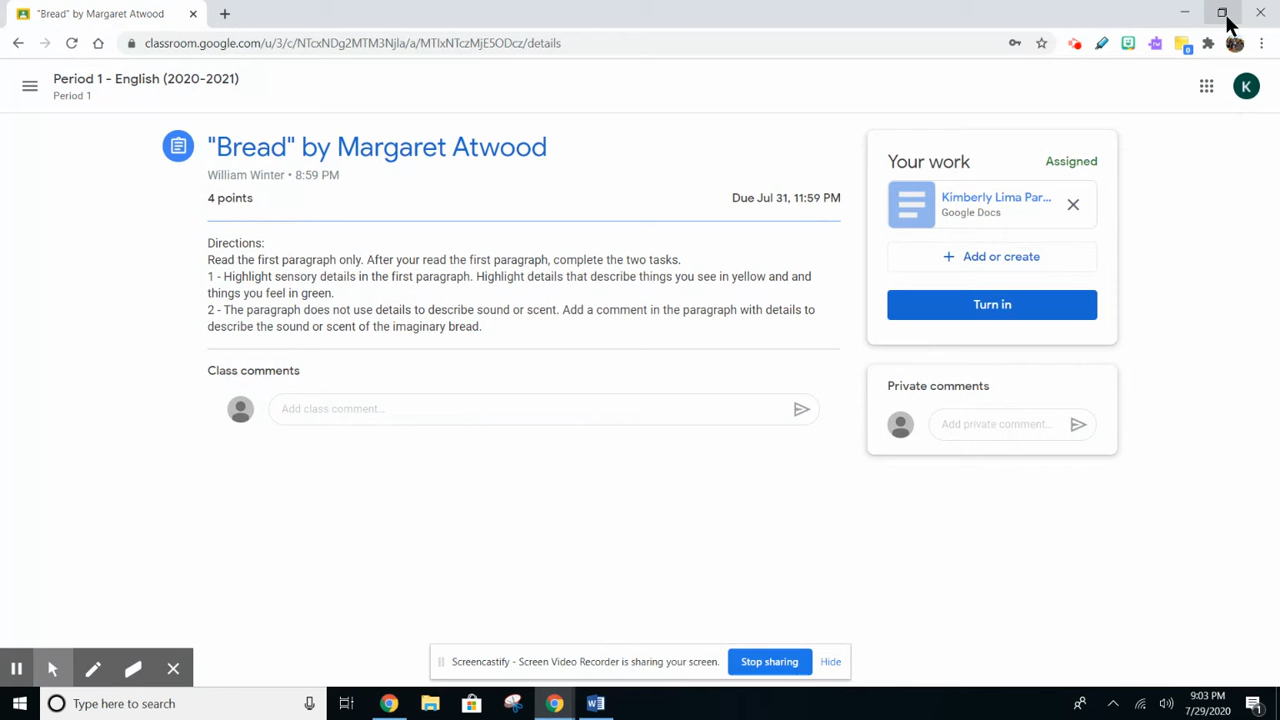 "Bread" by Margaret Atwood
classroom.google.com/u/3/c/NTcxNDg2MTM3Njla/a/MTIxNTczMjE5ODcz/details
Period 1 - English (2020-2021)
Period 1
K
"Bread" by Margaret Atwood
William Winter • 8:59 PM
4 points
Due Jul 31, 11:59 PM
Directions:
Read the first paragraph only. After your read the first paragraph, complete the two tasks.
1 - Highlight sensory details in the first paragraph. Highlight details that describe things you see in yellow and and
things you feel in green.
2 - The paragraph does not use details to describe sound or scent. Add a comment in the paragraph with details to
describe the sound or scent of the imaginary bread.
Class comments
Add class comment...
Your work
Assigned
Kimberly Lima Par...
Google Docs
+ Add or create
Turn in
Private comments
Add private comment...
Screencastify - Screen Video Recorder is sharing your screen.
Stop sharing
Hide
Type here to search
9:03 PM
7/29/2020